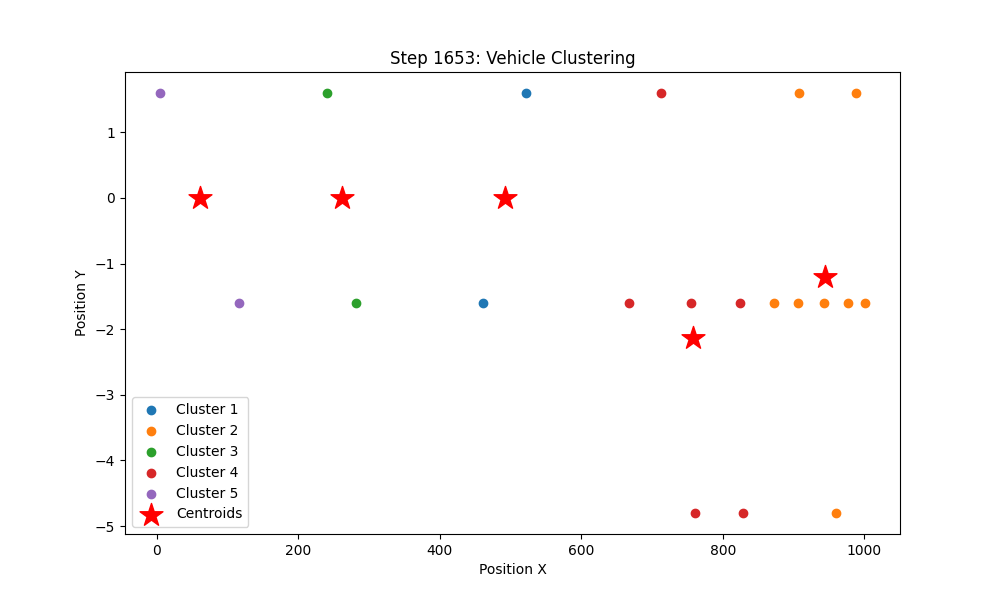 Step 1653: Vehicle Clustering
Position Y
1
0
−1
−2
−3
−4
−5
Cluster 1
Cluster 2
Cluster 3
Cluster 4
Cluster 5
Centroids
0 200 400 600 800 1000
Position X